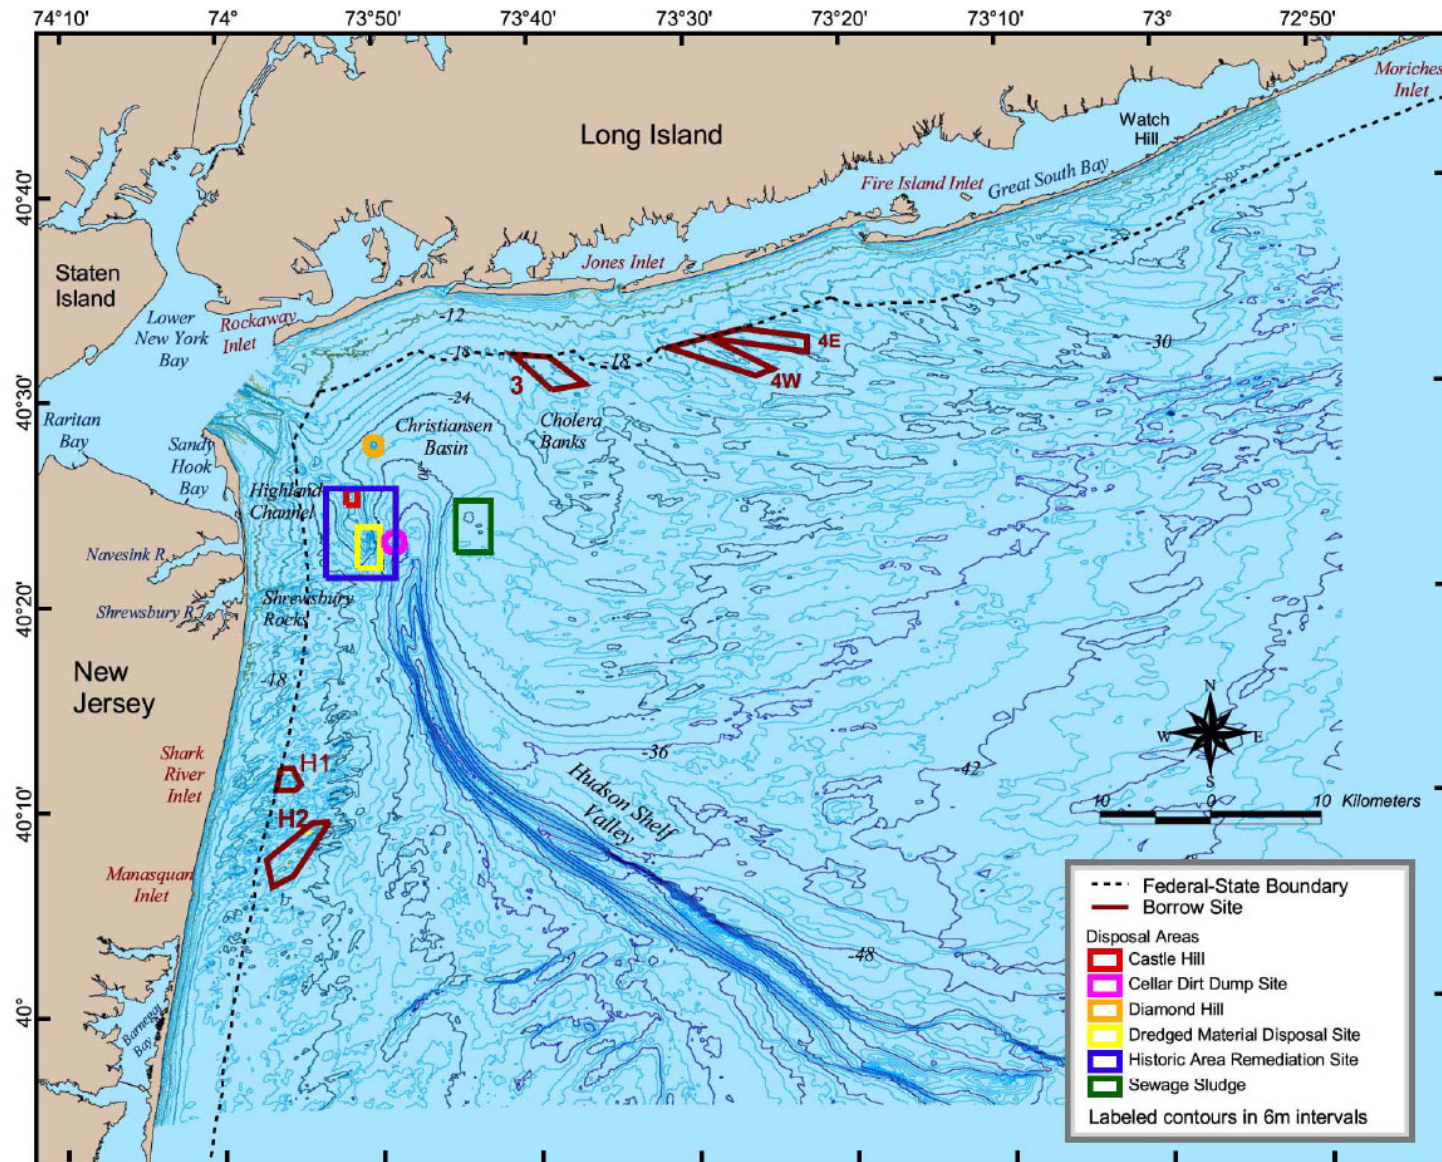 74°10'
74°
73°50'
73°40'
73°30'
73°20'
73°10'
73°
72°50'
Moriches
Inlet
Watch
Hill
Long Island
Great South Bay
Fire Island Inlet
40°40'
Jones Inlet
Staten
Island
Lower
New York
Bay
Rockaway
Inlet
-12
-18
-18
-30
4E
4W
3
40°30'
-24
Raritan
Bay
Christiansen
Basin
Cholera
Banks
Sandy
Hook
Bay
Highland
Channel
Navesink R.
Shrewsbury R.
Shrewsbury
Rocks
40°20'
New
Jersey
-18
N
W
E
S
-36
-42
Shark
River
Inlet
H1
Hudson Shelf
Valley
10
0
10
Kilometers
40°10'
H2
Manasquan
Inlet
-48
40°
Barnegat
Bay
Federal-State Boundary
Borrow Site
Disposal Areas
Castle Hill
Cellar Dirt Dump Site
Diamond Hill
Dredged Material Disposal Site
Historic Area Remediation Site
Sewage Sludge
Labeled contours in 6m intervals